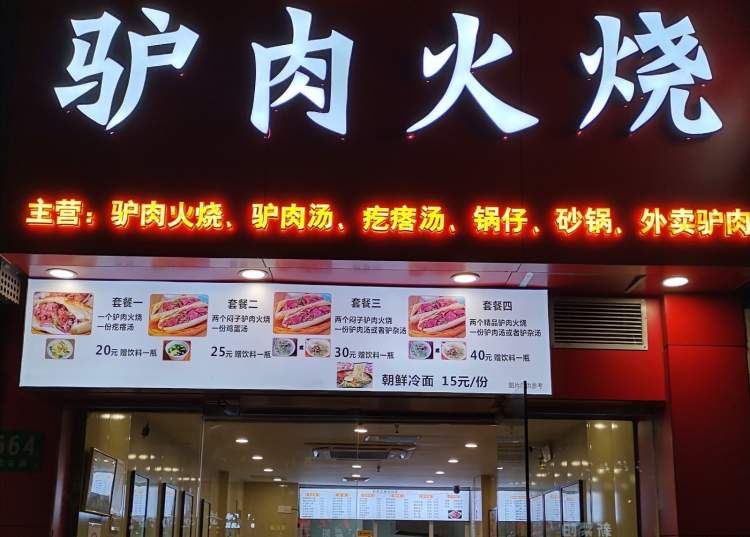 驴肉火烧
主营：驴肉火烧、驴肉汤、疙瘩汤、锅仔、砂锅、外卖驴肉
套餐一
一个驴肉火烧
一份疙瘩汤
20元 赠饮料一瓶
套餐二
两个闷子驴肉火烧
一份鸡蛋汤
25元 赠饮料一瓶
套餐三
两个闷子驴肉火烧
一份驴肉汤或者驴杂汤
30元 赠饮料一瓶
套餐四
两个精品驴肉火烧
一份驴肉汤或者驴杂汤
40元 赠饮料一瓶
朝鲜冷面 15元/份
564